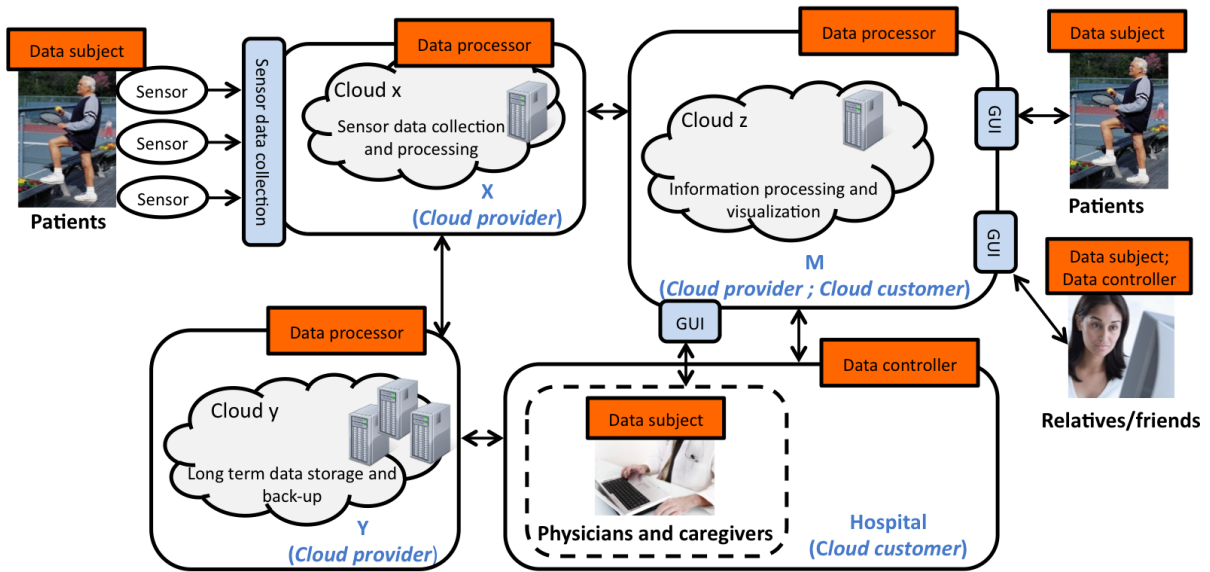 Data subject
Sensor
Sensor
Sensor
Patients
Sensor data collection
Data processor
Cloud x
Sensor data collection
and processing
X
(Cloud provider)
Data processor
Cloud z
Information processing and
visualization
M
(Cloud provider ; Cloud customer)
GUI
GUI
GUI
Data subject
Patients
Data subject;
Data controller
Relatives/friends
Data processor
Cloud y
Long term data storage and
back-up
Y
(Cloud provider)
Data controller
Data subject
Physicians and caregivers
Hospital
(Cloud customer)